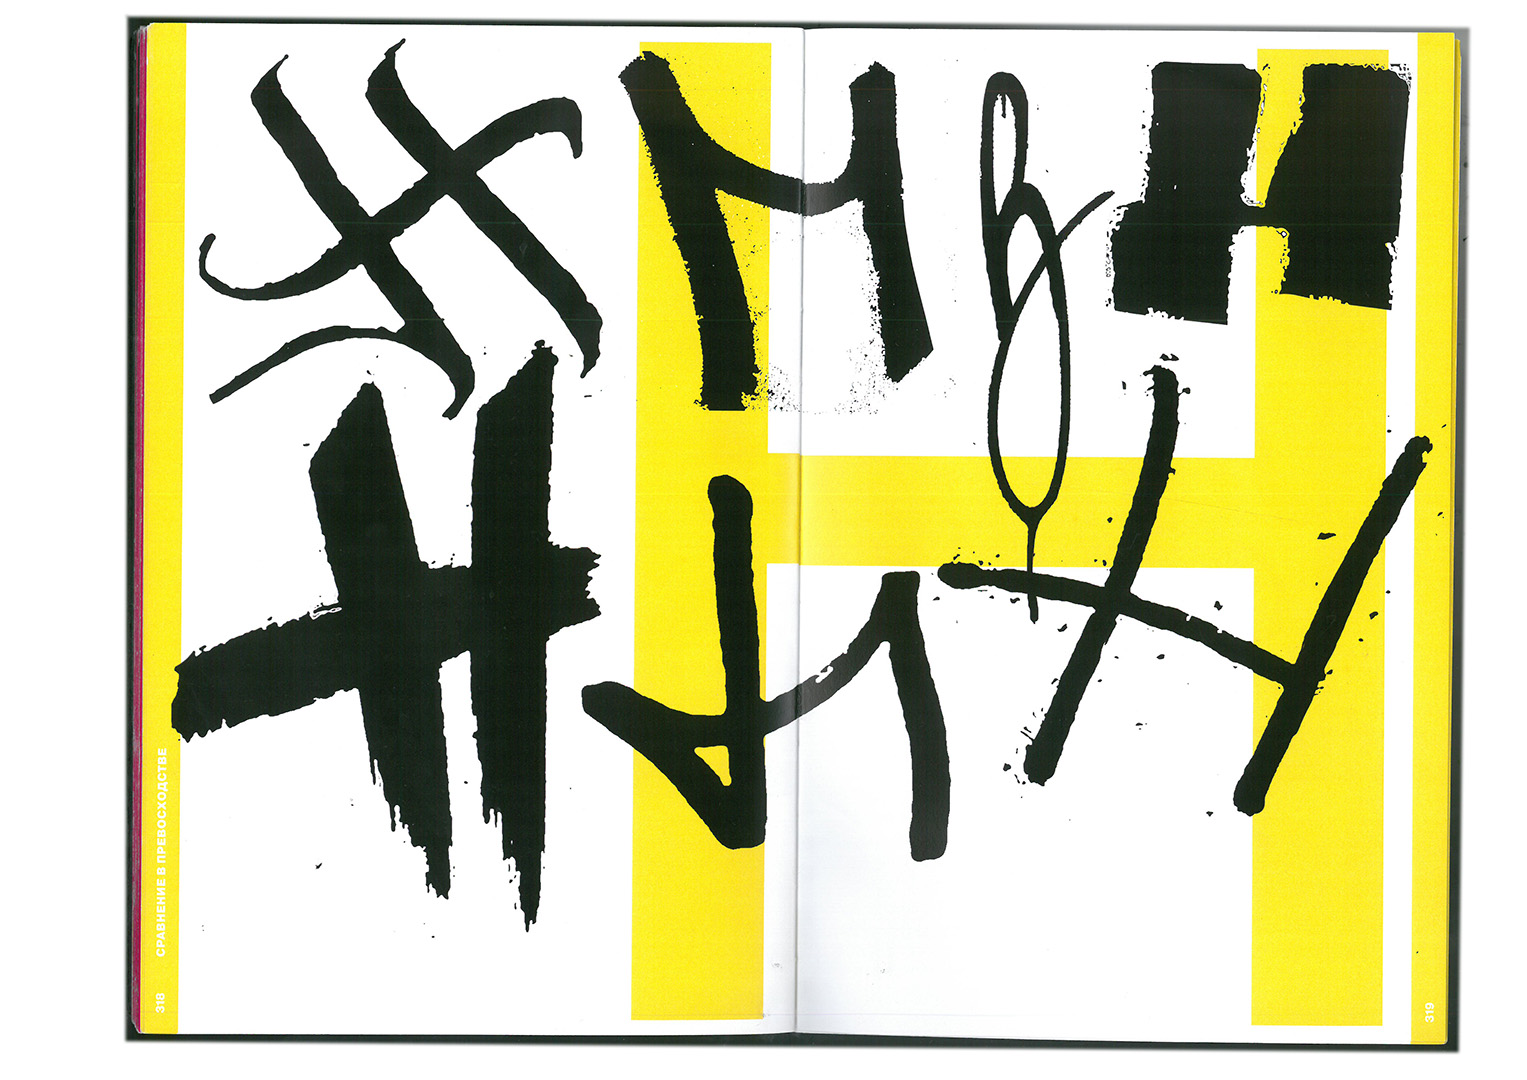 Н Н Н Н
Н Н Н
Н
318 СРАВНЕНИЕ В ПРЕВОСХОДСТВЕ
319